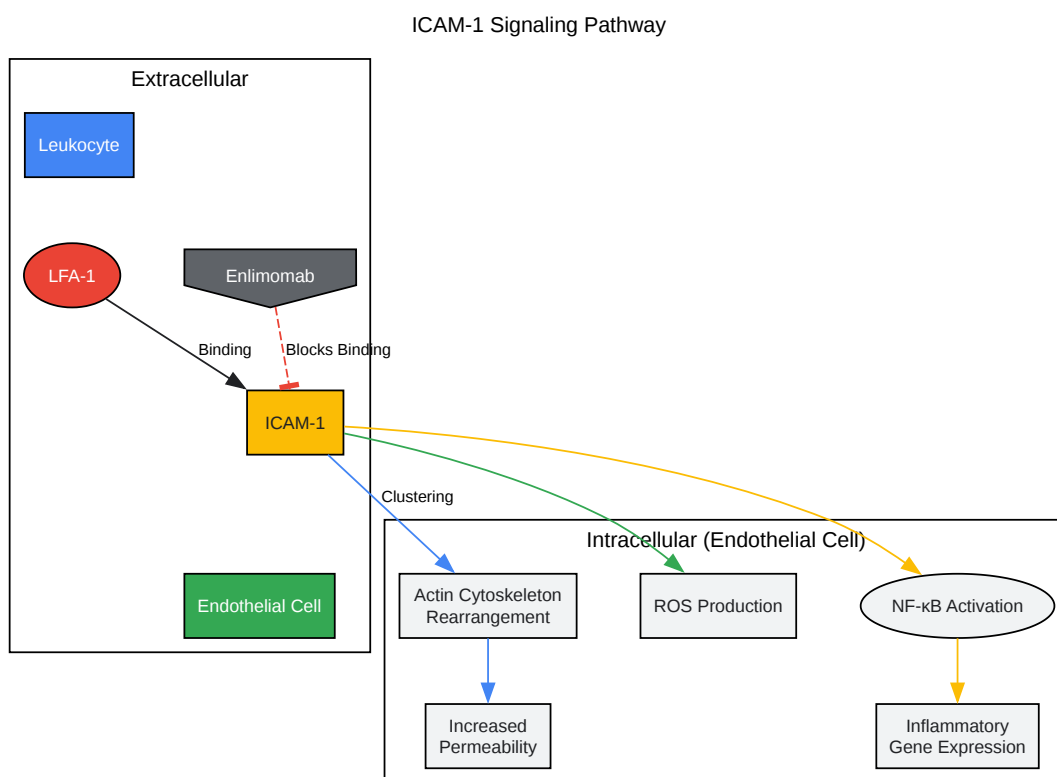 ICAM-1 Signaling Pathway
Extracellular
Leukocyte
LFA-1
Enlimomab
Binding
Blocks Binding
ICAM-1
Clustering
Intracellular (Endothelial Cell)
Endothelial Cell
Actin Cytoskeleton
Rearrangement
ROS Production
NF-κB Activation
Increased
Permeability
Inflammatory
Gene Expression